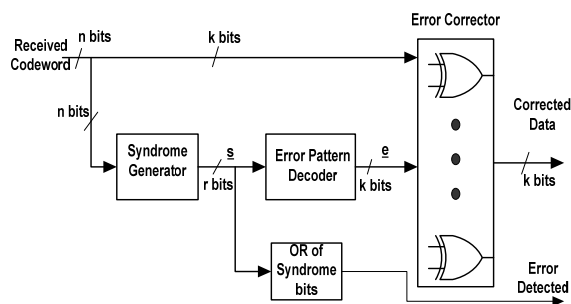 Error Corrector
Received
Codeword
n bits
k bits
n bits
Syndrome
Generator
s
r bits
Error Pattern
Decoder
e
k bits
Corrected
Data
k bits
OR of
Syndrome
bits
Error
Detected